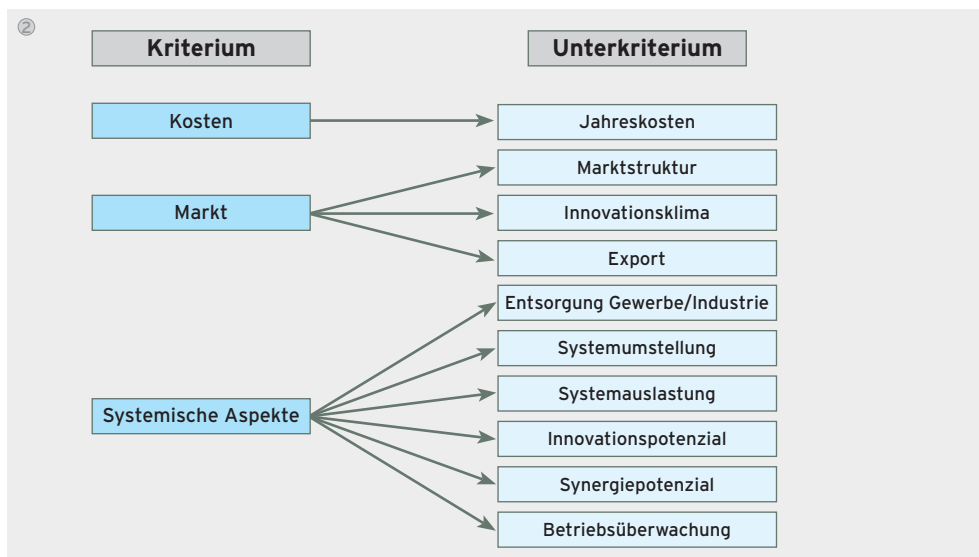 ②
Kriterium
Unterkriterium
Kosten
Jahreskosten
Marktstruktur
Markt
Innovationsklima
Export
Entsorgung Gewerbe/Industrie
Systemumstellung
Systemauslastung
Systemische Aspekte
Innovationspotenzial
Synergiepotenzial
Betriebsüberwachung